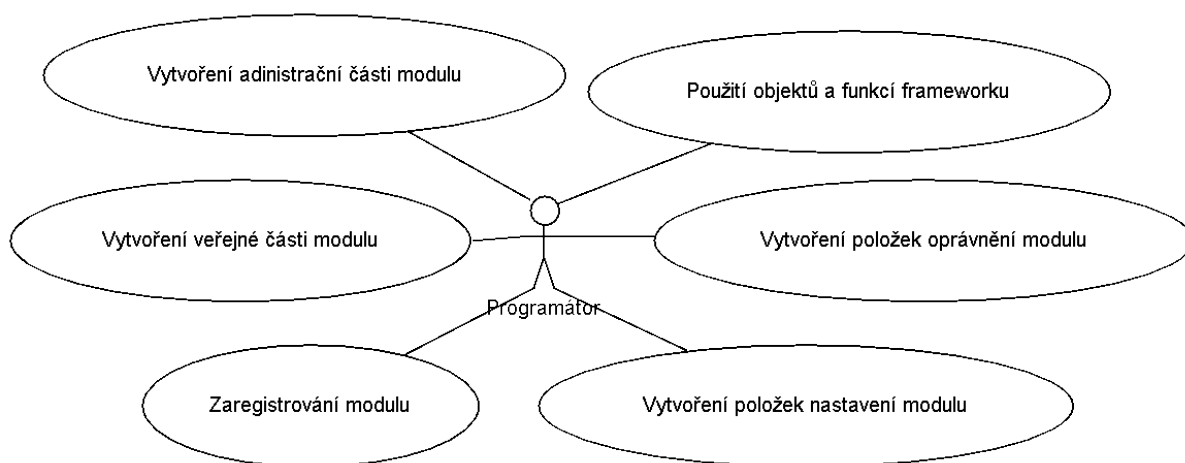 Vytvoření adinistrační části modulu
Použití objektů a funkcí frameworku
Vytvoření veřejné části modulu
Vytvoření položek oprávnění modulu
Programátor
Zaregistrování modulu
Vytvoření položek nastavení modulu